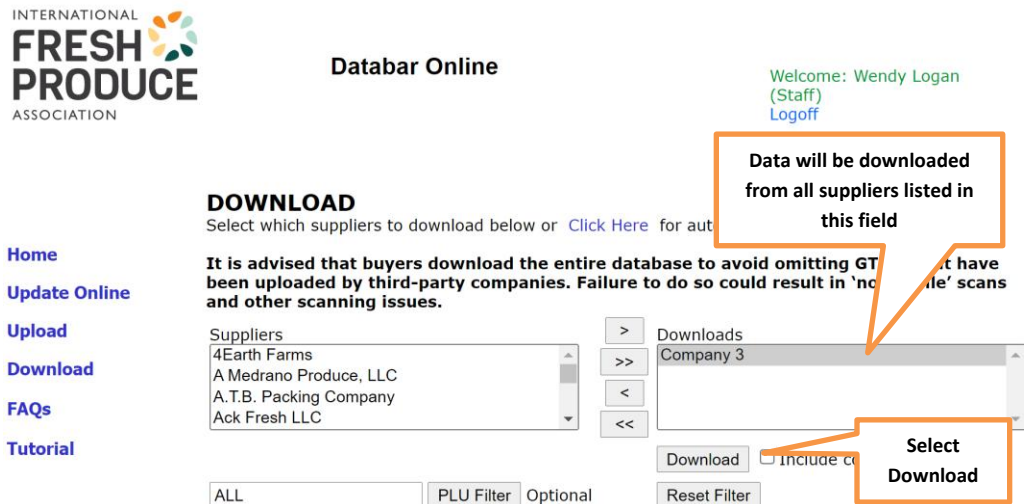 INTERNATIONAL
FRESH
PRODUCE
ASSOCIATION
Databar Online
Welcome: Wendy Logan
(Staff)
Logoff
Data will be downloaded
from all suppliers listed in
this field
DOWNLOAD
Select which suppliers to download below or Click Here for
It is advised that buyers download the entire database to avoid omitting have
been uploaded by third-party companies. Failure to do so could result in scans
and other scanning issues.
Home
Update Online
Upload
Download
FAQs
Tutorial
Suppliers
4Earth Farms
A Medrano Produce, LLC
A.T.B. Packing Company
Ack Fresh LLC
>
>>
<
<<
Downloads
Company 3
Download Include
Select
Download
ALL PLU Filter Optional Reset Filter